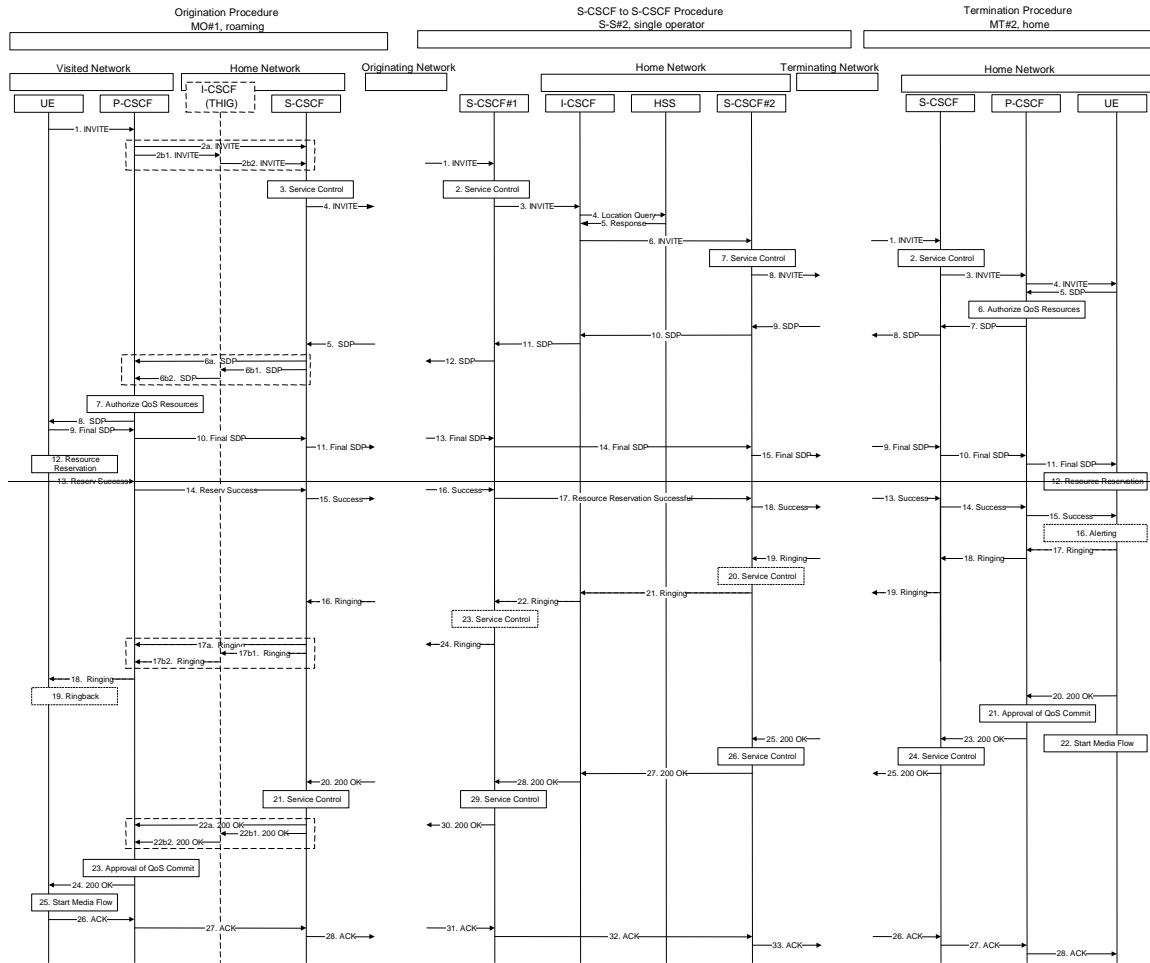 Origination Procedure
MO#1, roaming
S-CSCF to S-CSCF Procedure
S-S#2, single operator
Termination Procedure
MT#2, home
Visited Network
Home Network
Originating Network
Home Network
Terminating Network
Home Network
UE
P-CSCF
I-CSCF
(THIG)
S-CSCF
S-CSCF#1
I-CSCF
HSS
S-CSCF#2
S-CSCF
P-CSCF
UE
1. INVITE
2a. INVITE
2b1. INVITE
2b2. INVITE
3. Service Control
4. INVITE
5. SDP
6a. SDP
6b1. SDP
6b2. SDP
7. Authorize QoS Resources
8. SDP
9. Final SDP
10. Final SDP
11. Final SDP
12. Resource
Reservation
13. Reserv Success
14. Reserv Success
15. Success
16. Ringing
17a. Ringing
17b1. Ringing
17b2. Ringing
18. Ringing
19. Ringback
20. 200 OK
21. Service Control
22a. 200 OK
22b1. 200 OK
22b2. 200 OK
23. Approval of QoS Commit
24. 200 OK
25. Start Media Flow
26. ACK
27. ACK
28. ACK
1. INVITE
2. Service Control
3. INVITE
4. Location Query
5. Response
6. INVITE
7. Service Control
8. INVITE
9. SDP
10. SDP
11. SDP
12. SDP
13. Final SDP
14. Final SDP
15. Final SDP
16. Success
17. Resource Reservation Successful
18. Success
19. Ringing
20. Service Control
21. Ringing
22. Ringing
23. Service Control
24. Ringing
25. 200 OK
26. Service Control
27. 200 OK
28. 200 OK
29. Service Control
30. 200 OK
31. ACK
32. ACK
33. ACK
1. INVITE
2. Service Control
3. INVITE
4. INVITE
5. SDP
6. Authorize QoS Resources
7. SDP
8. SDP
9. Final SDP
10. Final SDP
11. Final SDP
12. Resource Reservation
13. Success
14. Success
15. Success
16. Alerting
17. Ringing
18. Ringing
19. Ringing
20. 200 OK
21. Approval of QoS Commit
22. Start Media Flow
23. 200 OK
24. Service Control
25. 200 OK
26. ACK
27. ACK
28. ACK